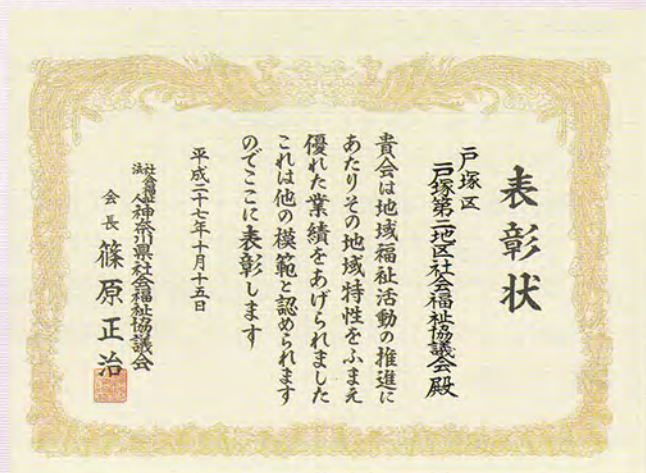 表彰状
戸塚区
戸塚第二地区社会福祉協議会殿
貴会は地域福祉活動の推進に
あたりその地域特性をふまえ
優れた業績をあげられました
これは他の模範と認められます
のでここに表彰します
平成二十七年十月十五日
社会福祉法人神奈川県社会福祉協議会
会長 篠原正治